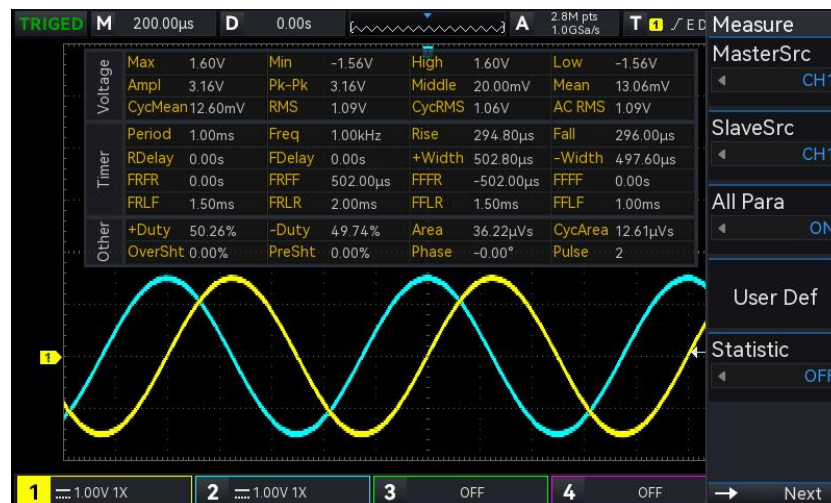 TRIGED M 200.00µs D 0.00s A 2.8M pts 1.0GSa/s T 1 ED
Measure
MasterSrc
CH1
SlaveSrc
CH1
All Para
ON
User Def
Statistic
OFF
Next
Voltage
Max 1.60V Min -1.56V High 1.60V Low -1.56V
Ampl 3.16V Pk-Pk 3.16V Middle 20.00mV Mean 13.06mV
CycMean 12.60mV RMS 1.09V CycRMS 1.06V AC RMS 1.09V
Timer
Period 1.00ms Freq 1.00kHz Rise 294.80µs Fall 296.00µs
RDelay 0.00s FDelay 0.00s +Width 502.80µs -Width 497.60µs
FRFR 0.00s FRFF 502.00µs FFFR -502.00µs FFFF 0.00s
FRLF 1.50ms FRLR 2.00ms FFLR 1.50ms FFLF 1.00ms
Other
+Duty 50.26% -Duty 49.74% Area 36.22µVs CycArea 12.61µVs
OverSht 0.00% PreSht 0.00% Phase -0.00° Pulse 2
1
1 1.00V 1X 2 1.00V 1X 3 OFF 4 OFF